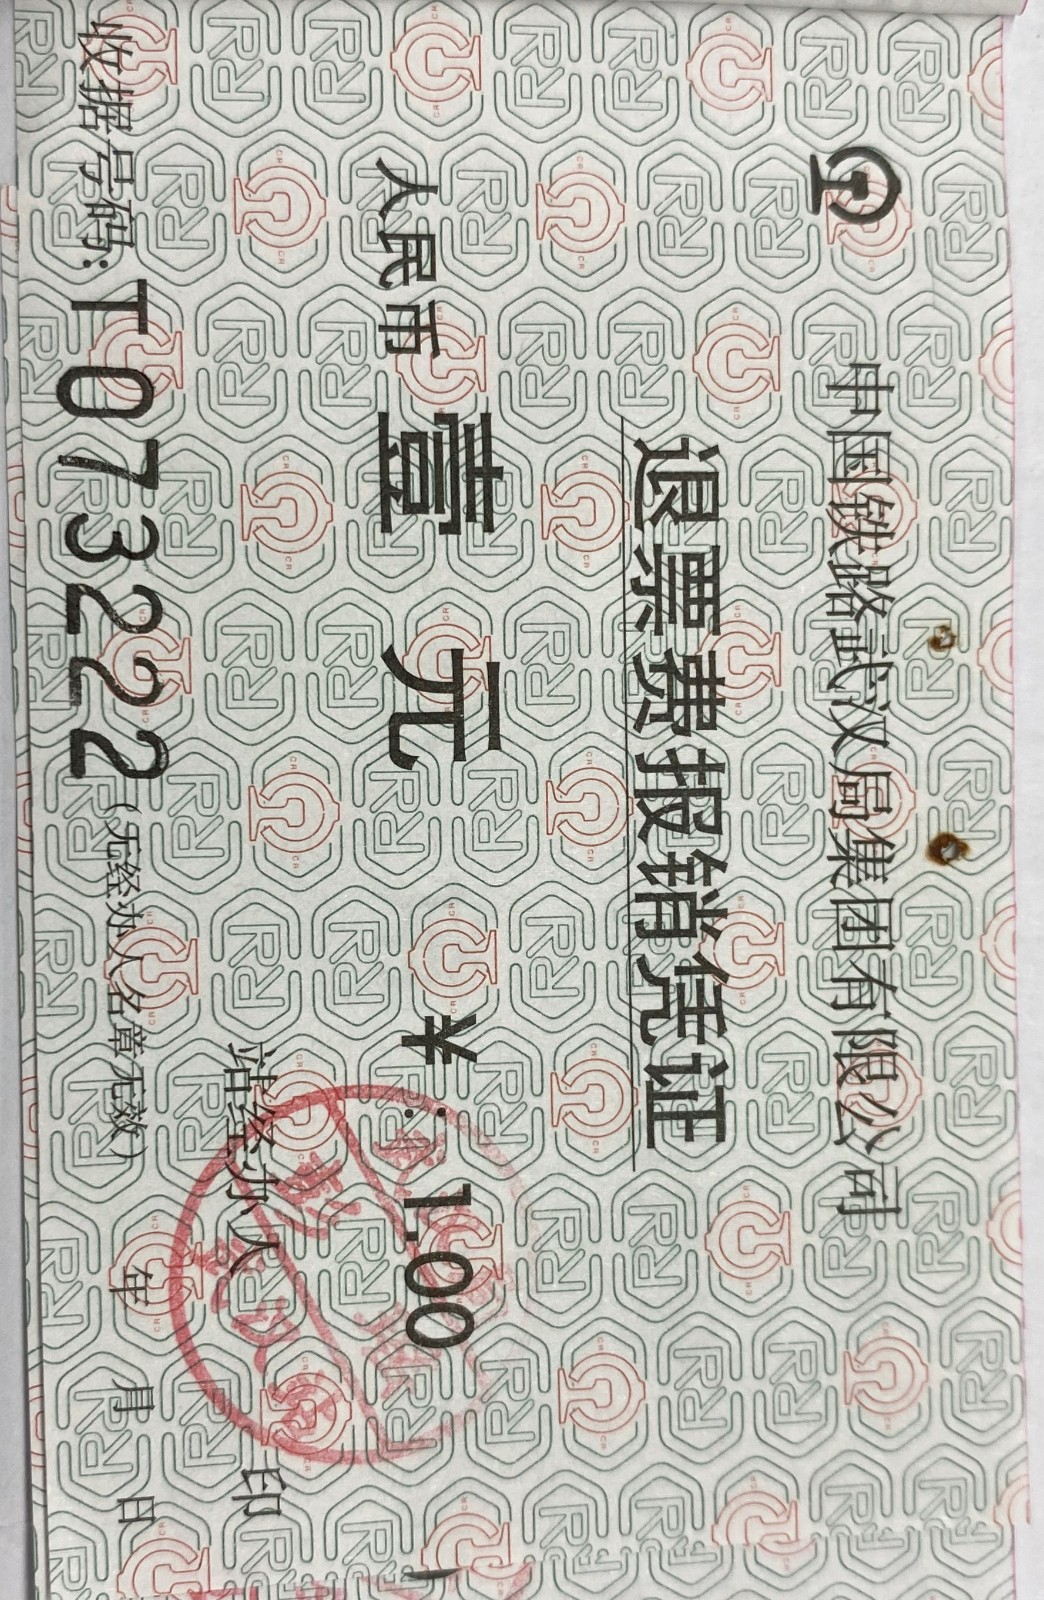 中国铁路武汉局集团有限公司
退票费报销凭证
人民币 壹 元 ￥: 1.00
站经办人 印
收据号码: T073222 (无经办人名章无效) 年 月 日